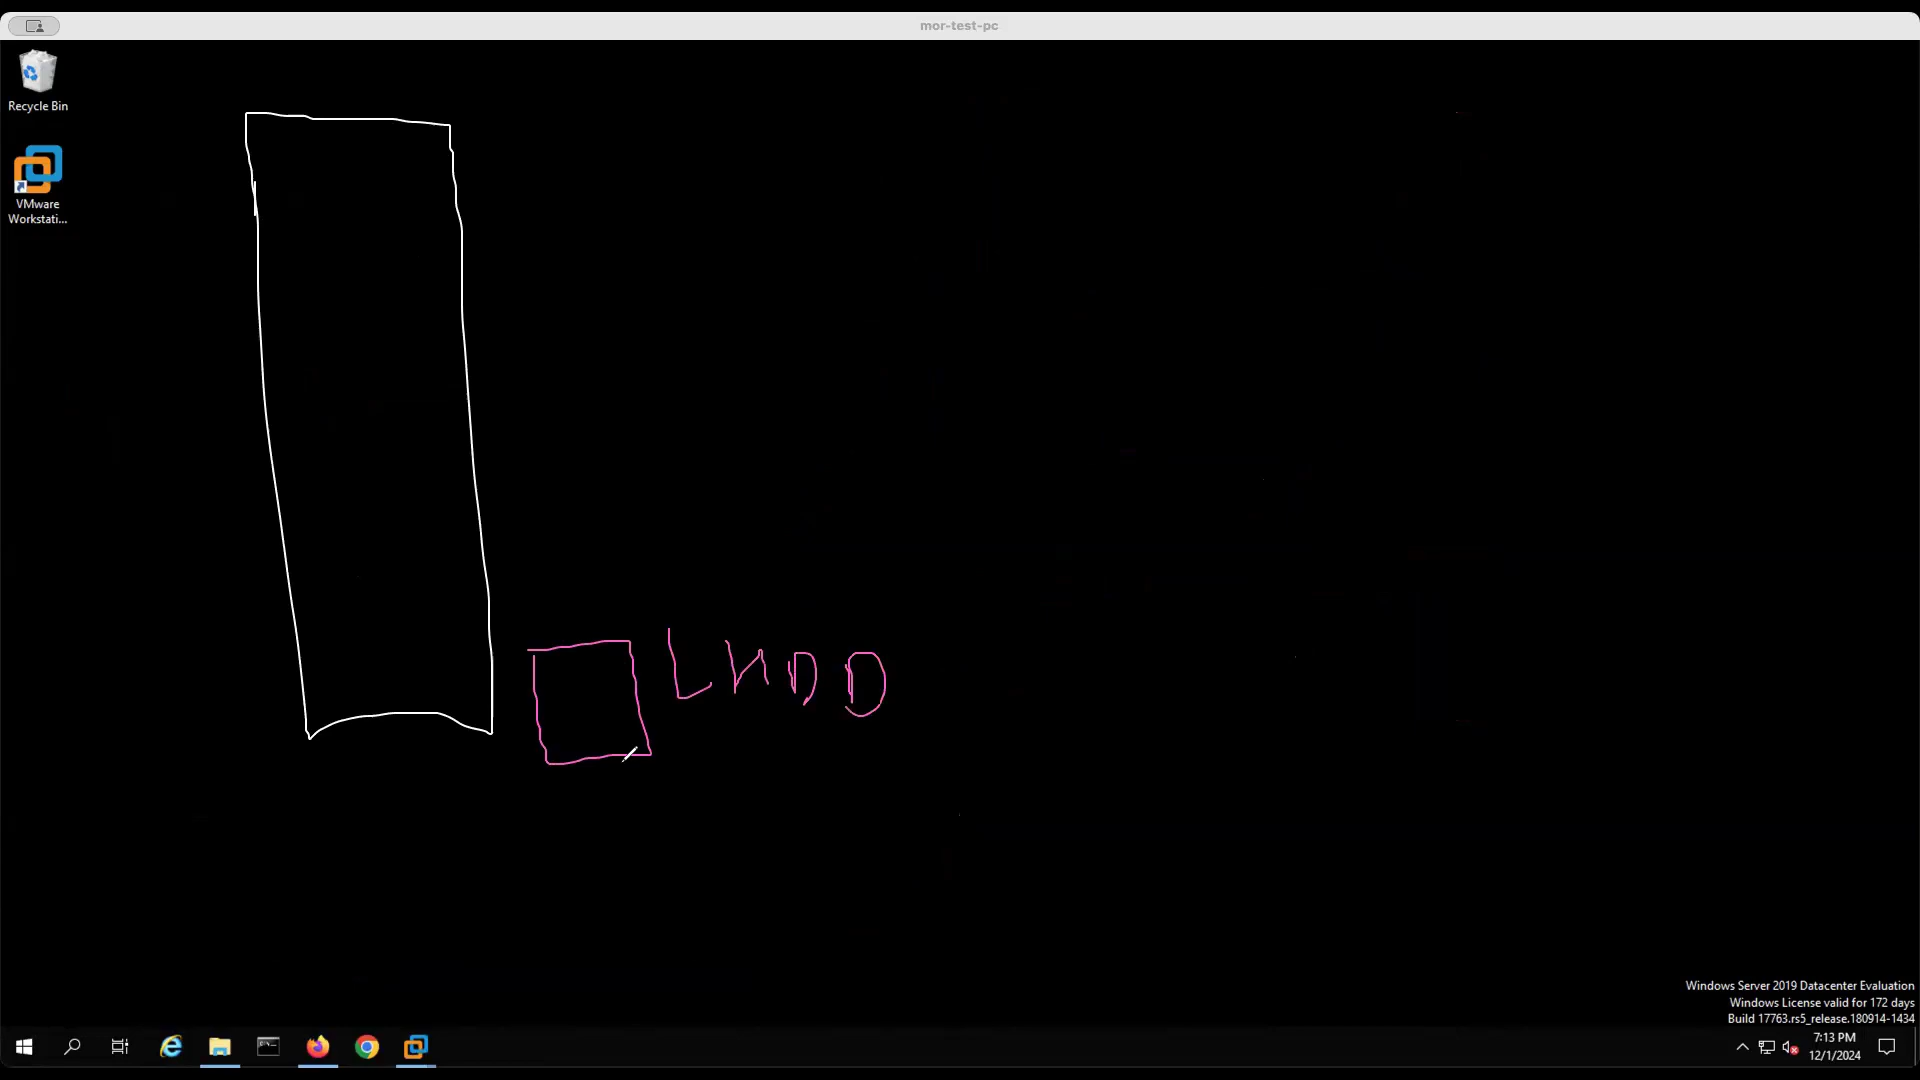 mor-test-pc
Recycle Bin
VMware
Workstati...
LHDD
Windows Server 2019 Datacenter Evaluation
Windows License valid for 172 days
Build 17763.rs5_release.180914-1434
7:13 PM
12/1/2024